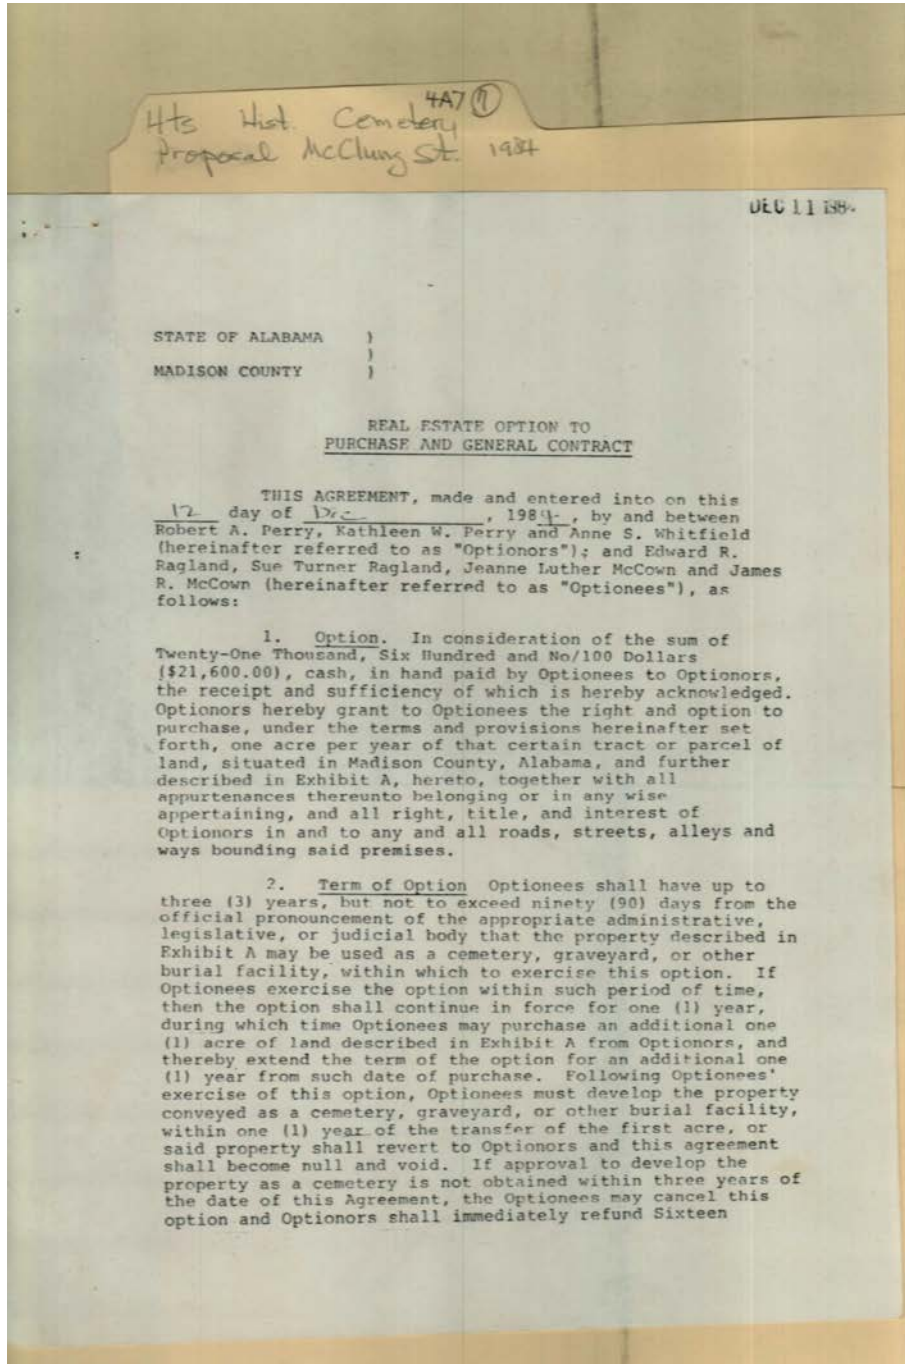 4A7 7
Hts Hist. Cemetery
Proposal McClung St. 1984
DEC 11 198
STATE OF ALABAMA )
)
MADISON COUNTY )
REAL ESTATE OPTION TO
PURCHASE AND GENERAL CONTRACT
THIS AGREEMENT, made and entered into on this
12 day of Dec , 1984, by and between
Robert A. Perry, Kathleen W. Perry and Anne S. Whitfield
(hereinafter referred to as "Optionors"); and Edward R.
Ragland, Sue Turner Ragland, Jeanne Luther McCown and James
R. McCown (hereinafter referred to as "Optionees"), as
follows:
1. Option. In consideration of the sum of
Twenty-One Thousand, Six Hundred and No/100 Dollars
($21,600.00), cash, in hand paid by Optionees to Optionors,
the receipt and sufficiency of which is hereby acknowledged.
Optionors hereby grant to Optionees the right and option to
purchase, under the terms and provisions hereinafter set
forth, one acre per year of that certain tract or parcel of
land, situated in Madison County, Alabama, and further
described in Exhibit A, hereto, together with all
appurtenances thereunto belonging or in any wise
appertaining, and all right, title, and interest of
Optionors in and to any and all roads, streets, alleys and
ways bounding said premises.
2. Term of Option Optionees shall have up to
three (3) years, but not to exceed ninety (90) days from the
official pronouncement of the appropriate administrative,
legislative, or judicial body that the property described in
Exhibit A may be used as a cemetery, graveyard, or other
burial facility, within which to exercise this option. If
Optionees exercise the option within such period of time,
then the option shall continue in force for one (1) year,
during which time Optionees may purchase an additional one
(1) acre of land described in Exhibit A from Optionors, and
thereby extend the term of the option for an additional one
(1) year from such date of purchase. Following Optionees'
exercise of this option, Optionees must develop the property
conveyed as a cemetery, graveyard, or other burial facility,
within one (1) year of the transfer of the first acre, or
said property shall revert to Optionors and this agreement
shall become null and void. If approval to develop the
property as a cemetery is not obtained within three years of
the date of this Agreement, the Optionees may cancel this
option and Optionors shall immediately refund Sixteen